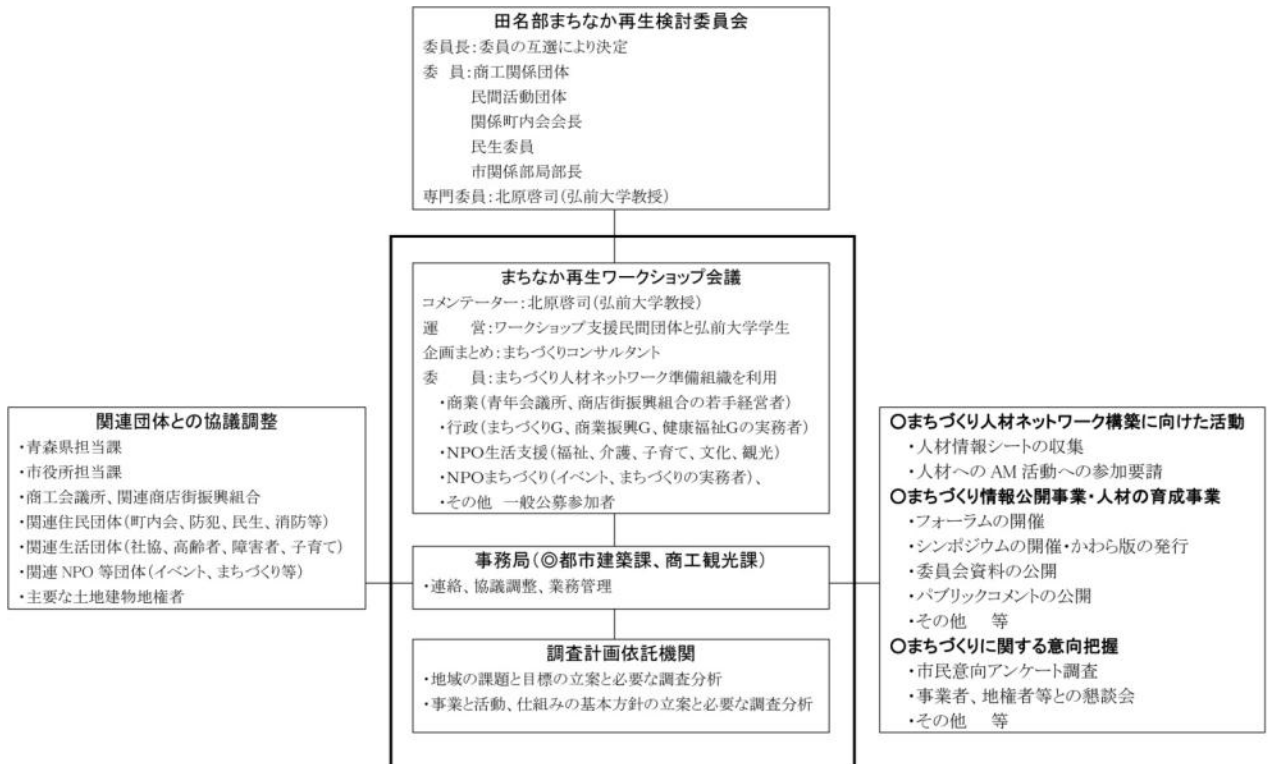 田名部まちなか再生検討委員会
委員長:委員の互選により決定
委　員:商工関係団体
民間活動団体
関係町内会会長
民生委員
市関係部局部長
専門委員:北原啓司(弘前大学教授)
まちなか再生ワークショップ会議
コメンテーター:北原啓司(弘前大学教授)
運　　営:ワークショップ支援民間団体と弘前大学学生
企画まとめ:まちづくりコンサルタント
委　　員:まちづくり人材ネットワーク準備組織を利用
・商業(青年会議所、商店街振興組合の若手経営者)
・行政(まちづくりG、商業振興G、健康福祉Gの実務者)
・NPO生活支援(福祉、介護、子育て、文化、観光)
・NPOまちづくり(イベント、まちづくりの実務者)、
・その他　一般公募参加者
関連団体との協議調整
・青森県担当課
・市役所担当課
・商工会議所、関連商店街振興組合
・関連住民団体(町内会、防犯、民生、消防等)
・関連生活団体(社協、高齢者、障害者、子育て)
・関連 NPO 等団体(イベント、まちづくり等)
・主要な土地建物地権者
事務局(◎都市建築課、商工観光課)
・連絡、協議調整、業務管理
調査計画依託機関
・地域の課題と目標の立案と必要な調査分析
・事業と活動、仕組みの基本方針の立案と必要な調査分析
○まちづくり人材ネットワーク構築に向けた活動
・人材情報シートの収集
・人材への AM 活動への参加要請
○まちづくり情報公開事業・人材の育成事業
・フォーラムの開催
・シンポジウムの開催・かわら版の発行
・委員会資料の公開
・パブリックコメントの公開
・その他　等
○まちづくりに関する意向把握
・市民意向アンケート調査
・事業者、地権者等との懇談会
・その他　等